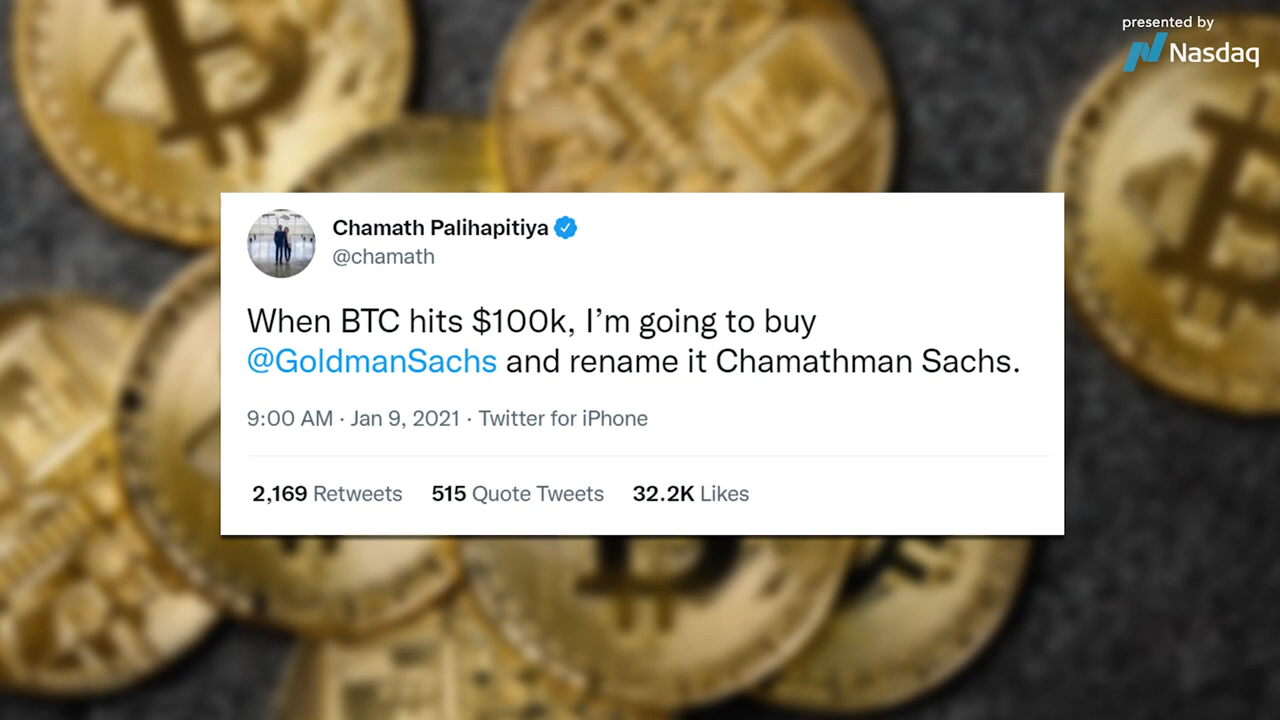 presented by
Nasdaq
Chamath Palihapitiya
@chamath
When BTC hits $100k, I’m going to buy
@GoldmanSachs and rename it Chamathman Sachs.
9:00 AM · Jan 9, 2021 · Twitter for iPhone
2,169 Retweets 515 Quote Tweets 32.2K Likes